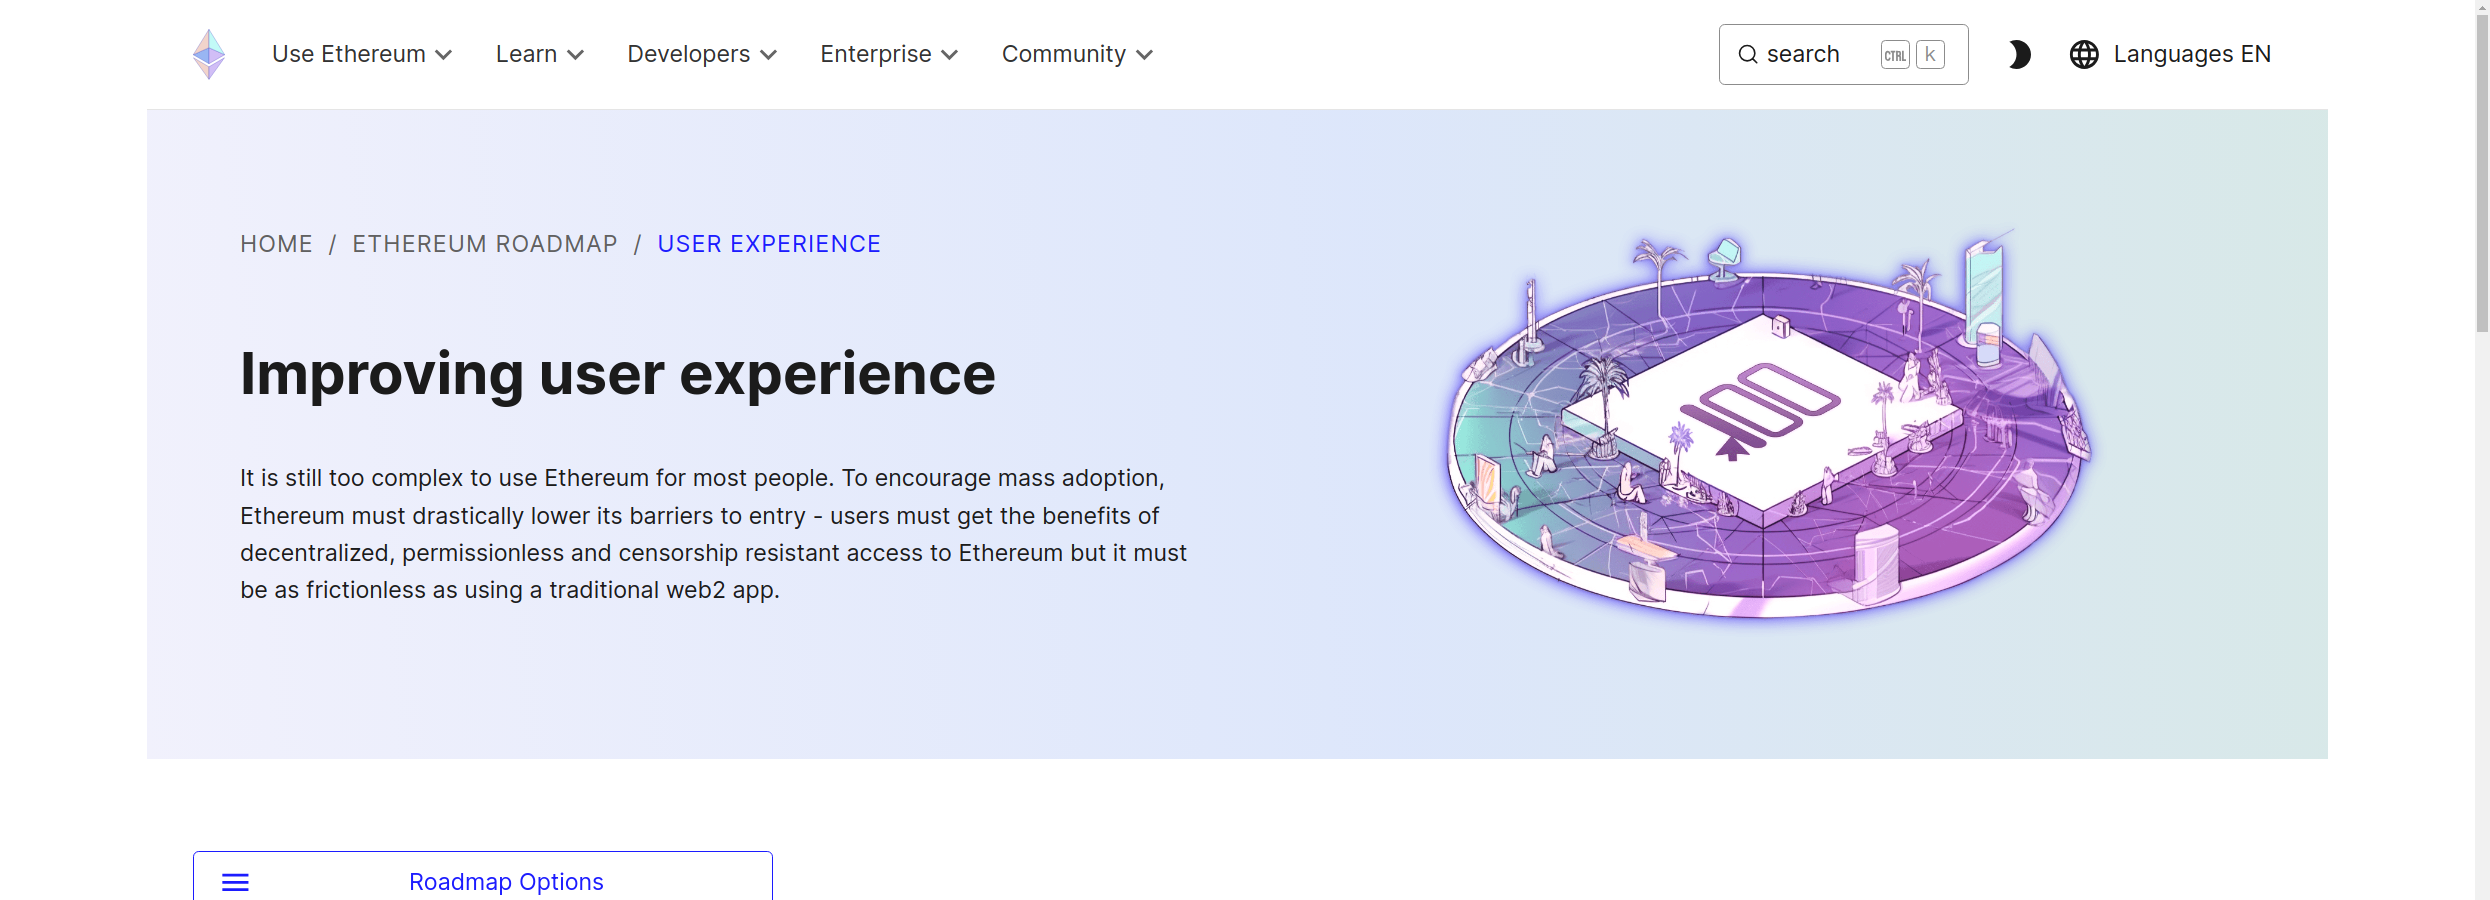 Use Ethereum Learn Developers Enterprise Community search CTRL k Languages EN
HOME / ETHEREUM ROADMAP / USER EXPERIENCE
Improving user experience
It is still too complex to use Ethereum for most people. To encourage mass adoption,
Ethereum must drastically lower its barriers to entry - users must get the benefits of
decentralized, permissionless and censorship resistant access to Ethereum but it must
be as frictionless as using a traditional web2 app.
Roadmap Options